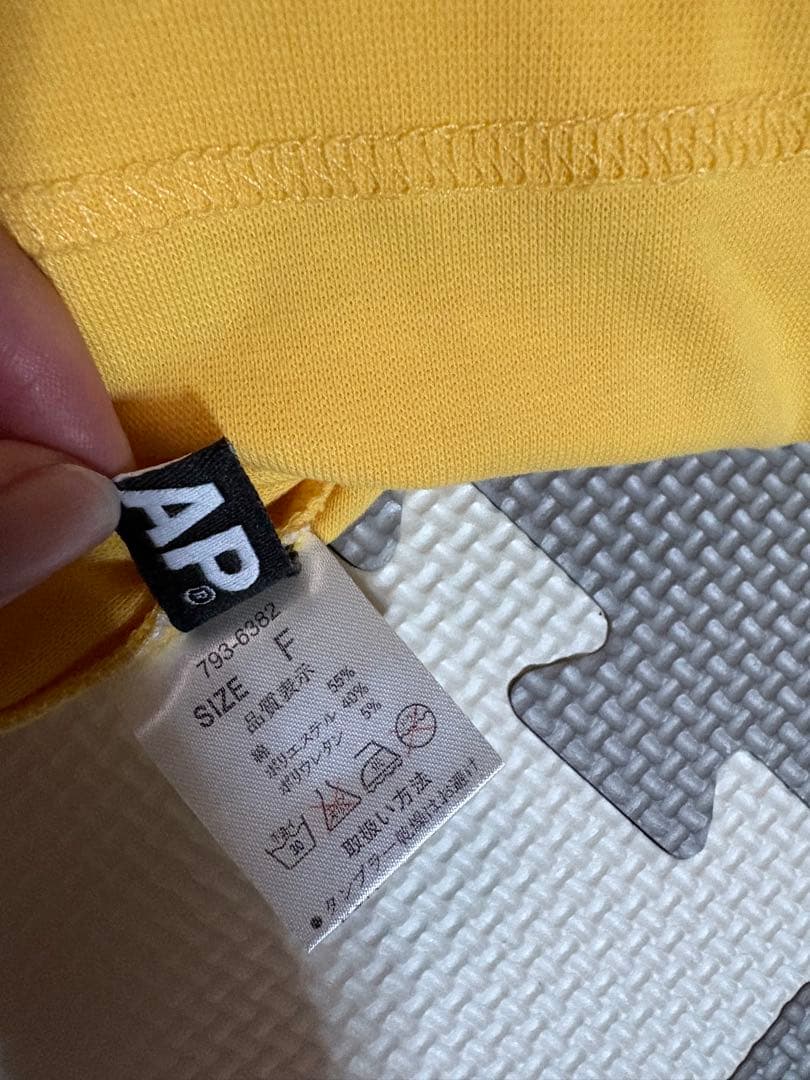 AP®
793-6382
SIZE F
品質表示
綿 55%
ポリエステル 40%
ポリウレタン 5%
30
取扱い方法